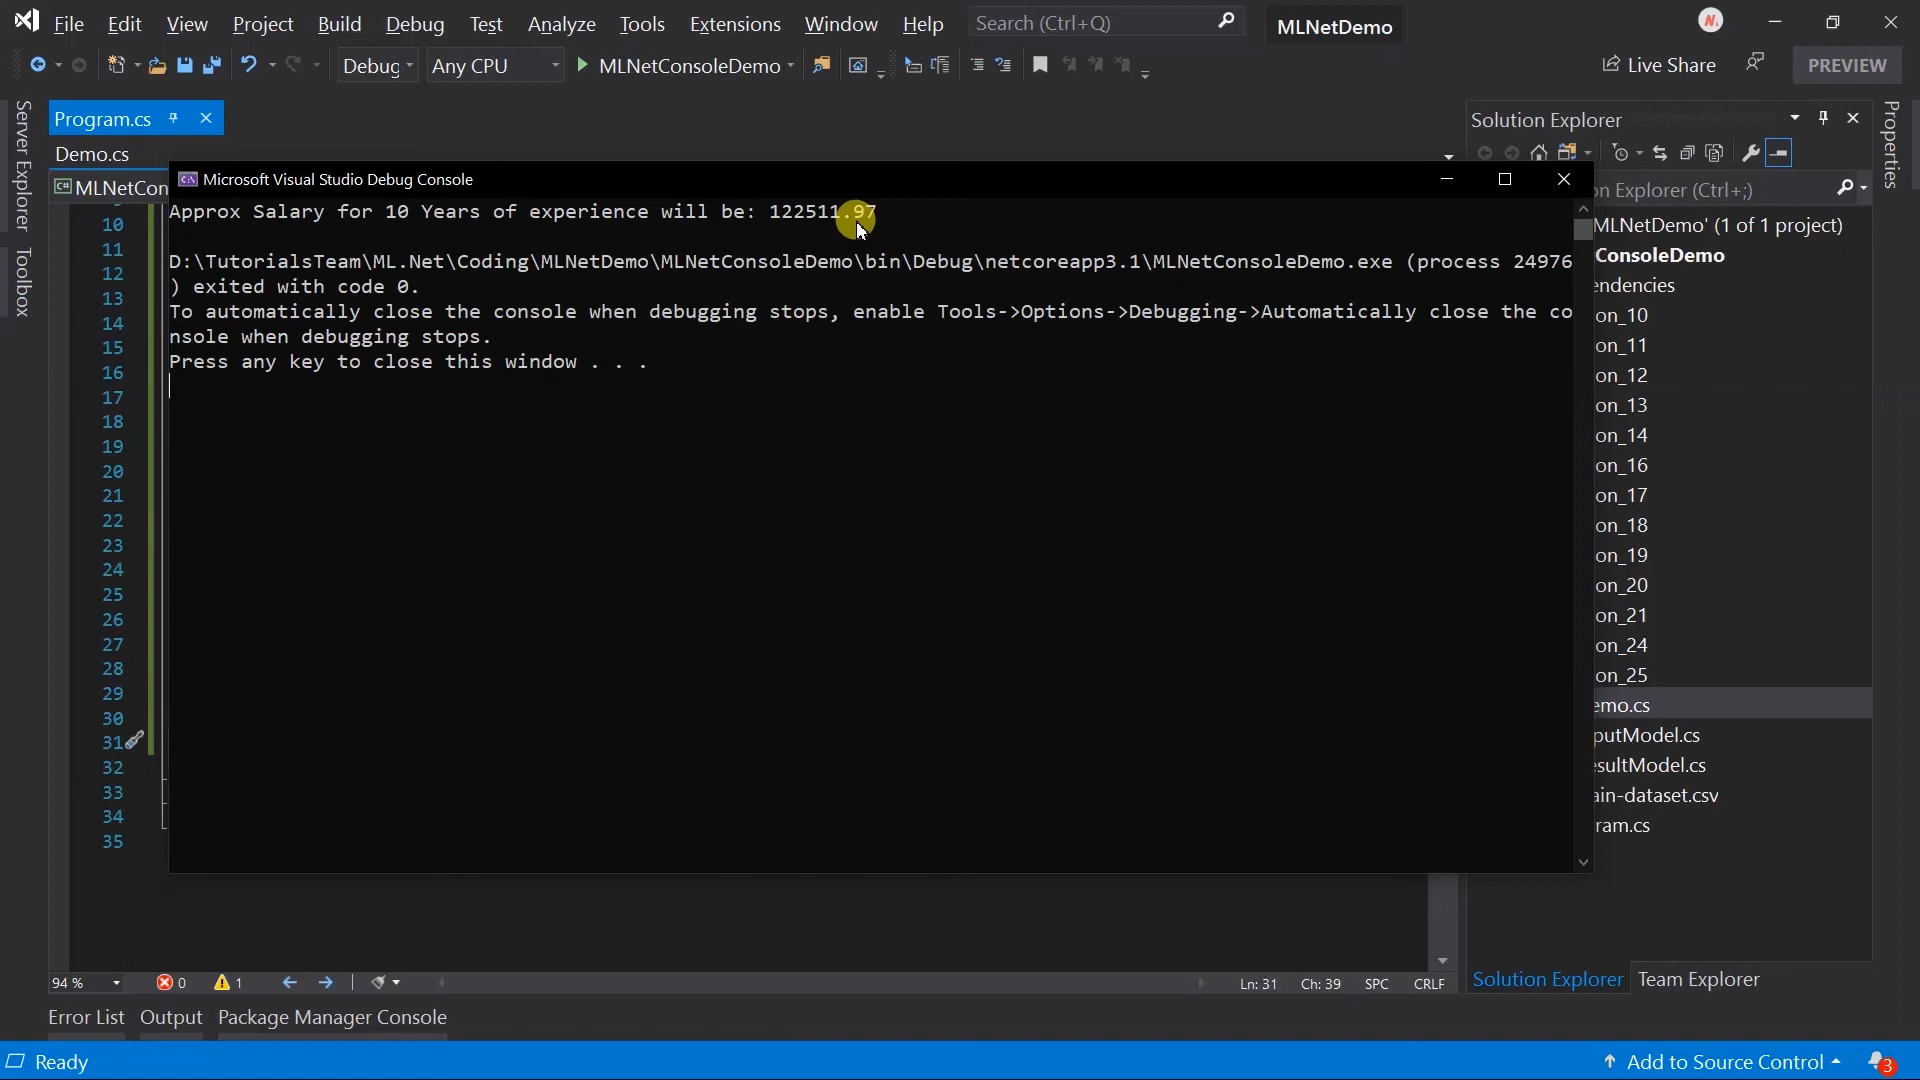 File Edit View Project Build Debug Test Analyze Tools Extensions Window Help Search (Ctrl+Q) MLNetDemo
Debug Any CPU MLNetConsoleDemo Live Share PREVIEW
Server Explorer
Toolbox
Program.cs
Demo.cs
MLNetCon
10
11
12
13
14
15
16
17
18
19
20
21
22
23
24
25
26
27
28
29
30
31
32
33
34
35
Microsoft Visual Studio Debug Console
Approx Salary for 10 Years of experience will be: 122511.97
D:\TutorialsTeam\ML.Net\Coding\MLNetDemo\MLNetConsoleDemo\bin\Debug\netcoreapp3.1\MLNetConsoleDemo.exe (process 24976
) exited with code 0.
To automatically close the console when debugging stops, enable Tools->Options->Debugging->Automatically close the co
nsole when debugging stops.
Press any key to close this window . . .
Solution Explorer
on Explorer (Ctrl+;)
MLNetDemo' (1 of 1 project)
ConsoleDemo
endencies
on_10
on_11
on_12
on_13
on_14
on_16
on_17
on_18
on_19
on_20
on_21
on_24
on_25
emo.cs
putModel.cs
esultModel.cs
ain-dataset.csv
ram.cs
Properties
94 % 0 1 Ln: 31 Ch: 39 SPC CRLF
Solution Explorer Team Explorer
Error List Output Package Manager Console
Ready Add to Source Control 3